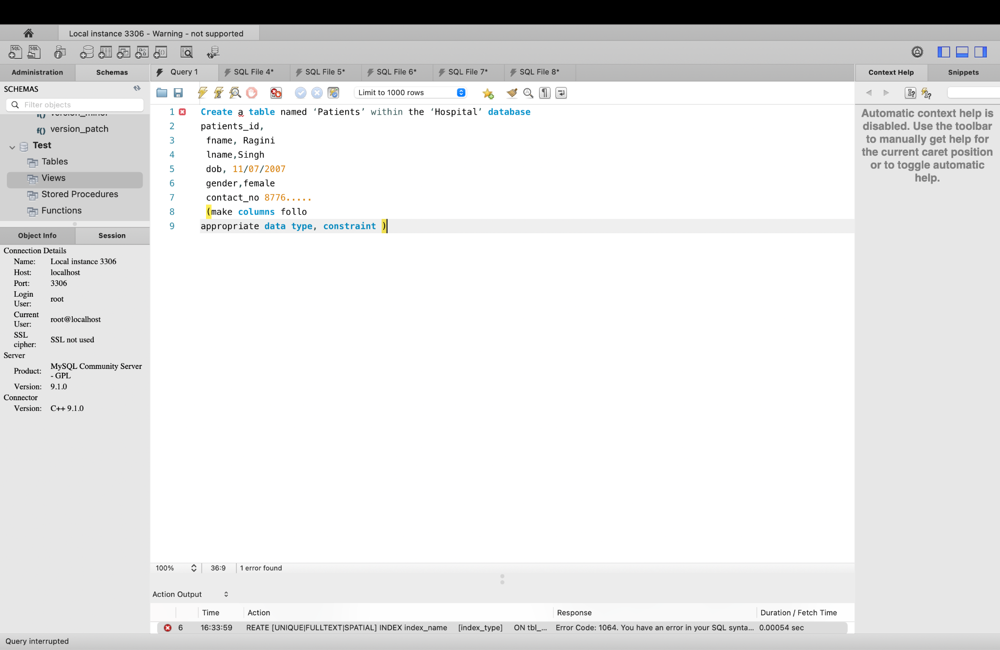 Local instance 3306 - Warning - not supported
Administration
Schemas
Query 1
SQL File 4*
SQL File 5*
SQL File 6*
SQL File 7*
SQL File 8*
Context Help
Snippets
SCHEMAS
Filter objects
Limit to 1000 rows
version_patch
Test
Tables
Views
Stored Procedures
Functions
1 Create a table named ‘Patients’ within the ‘Hospital’ database
2 patients_id,
3 fname, Ragini
4 lname,Singh
5 dob, 11/07/2007
6 gender,female
7 contact_no 8776.....
8 (make columns follo
9 appropriate data type, constraint )
Automatic context help is
disabled. Use the toolbar
to manually get help for
the current caret position
or to toggle automatic
help.
Object Info
Session
Connection Details
Name: Local instance 3306
Host: localhost
Port: 3306
Login
User: root
Current
User: root@localhost
SSL
cipher: SSL not used
Server
Product: MySQL Community Server
- GPL
Version: 9.1.0
Connector
Version: C++ 9.1.0
100%
36:9
1 error found
Action Output
Time Action Response Duration / Fetch Time
6 16:33:59 REATE [UNIQUE|FULLTEXT|SPATIAL] INDEX index_name [index_type] ON tbl_... Error Code: 1064. You have an error in your SQL synta... 0.00054 sec
Query interrupted